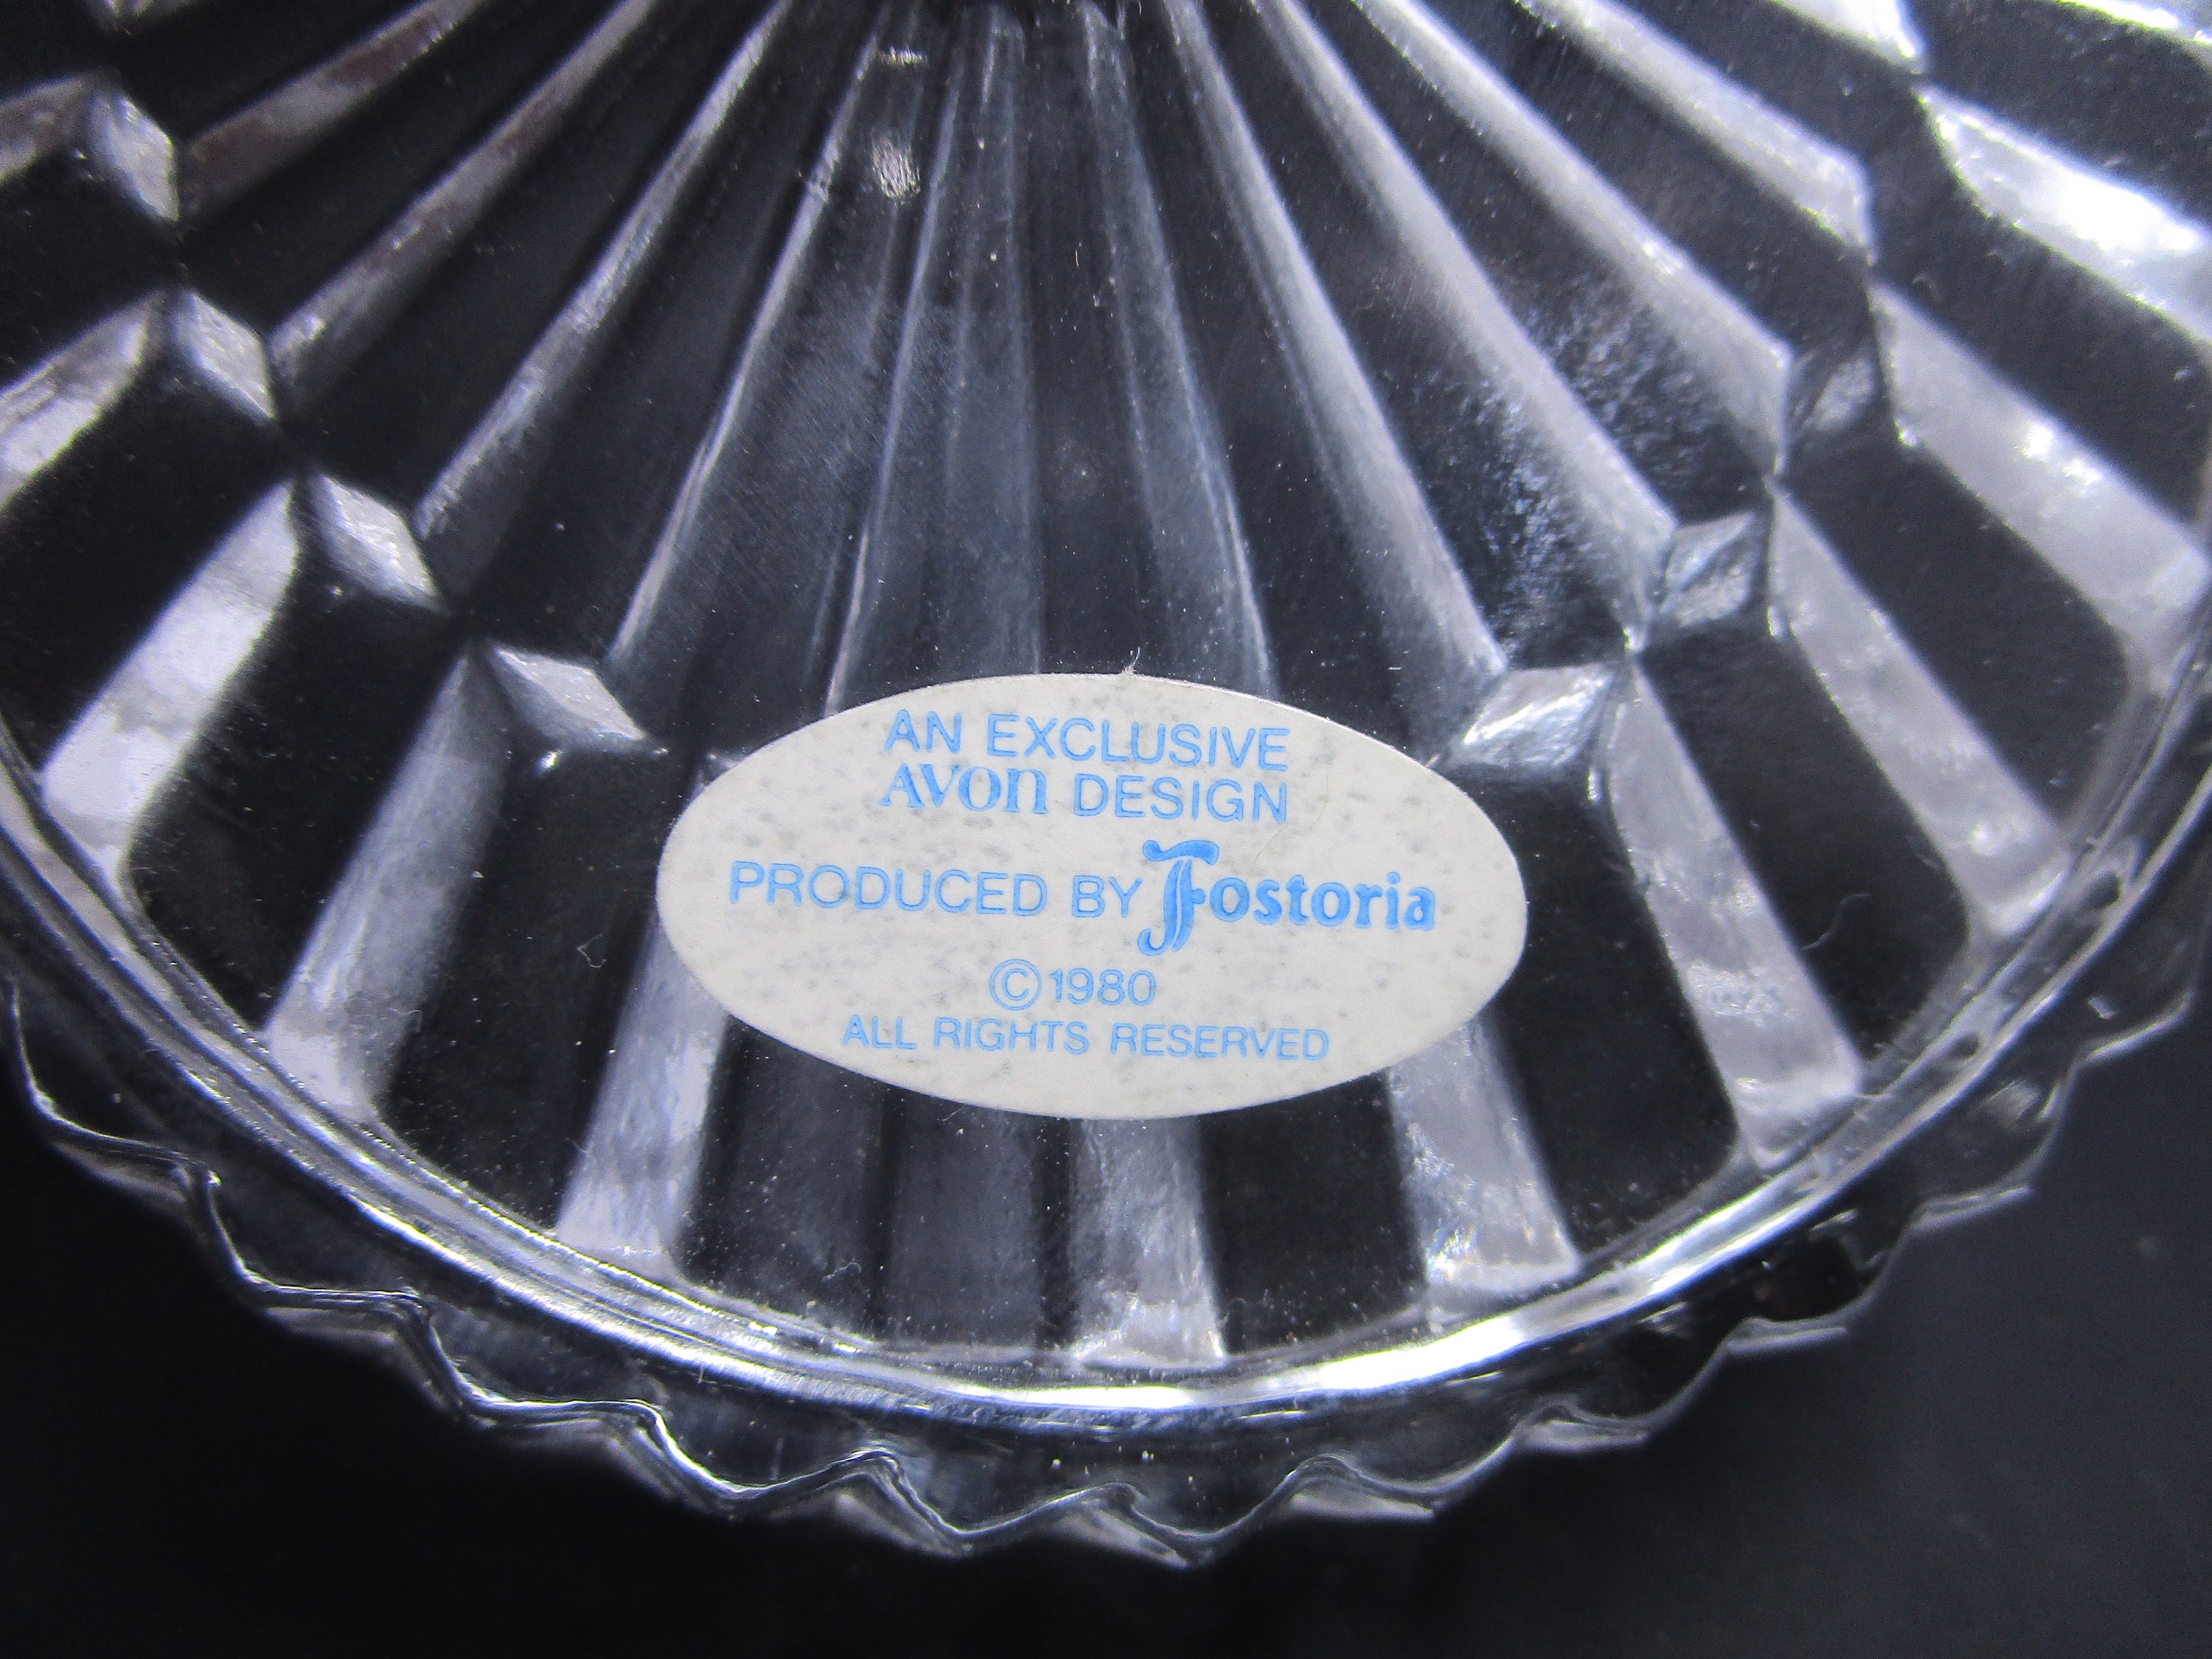 AN EXCLUSIVE
AVON DESIGN
PRODUCED BY Fostoria
©1980
ALL RIGHTS RESERVED